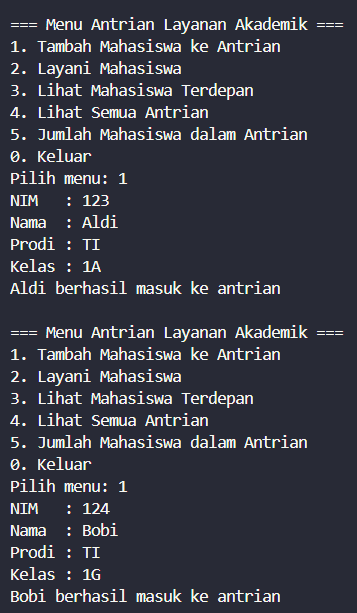 === Menu Antrian Layanan Akademik ===
1. Tambah Mahasiswa ke Antrian
2. Layani Mahasiswa
3. Lihat Mahasiswa Terdepan
4. Lihat Semua Antrian
5. Jumlah Mahasiswa dalam Antrian
0. Keluar
Pilih menu: 1
NIM   : 123
Nama  : Aldi
Prodi : TI
Kelas : 1A
Aldi berhasil masuk ke antrian

=== Menu Antrian Layanan Akademik ===
1. Tambah Mahasiswa ke Antrian
2. Layani Mahasiswa
3. Lihat Mahasiswa Terdepan
4. Lihat Semua Antrian
5. Jumlah Mahasiswa dalam Antrian
0. Keluar
Pilih menu: 1
NIM   : 124
Nama  : Bobi
Prodi : TI
Kelas : 1G
Bobi berhasil masuk ke antrian